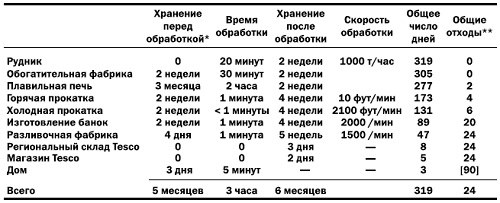 Хранение перед обработкой* Время обработки Хранение после обработки Скорость обработки Общее число дней Общие отходы**
Рудник 0 20 минут 2 недели 1000 т/час 319 0
Обогатительная фабрика 2 недели 30 минут 2 недели — 305 0
Плавильная печь 3 месяца 2 часа 2 недели — 277 2
Горячая прокатка 2 недели 1 минута 4 недели 10 фут/мин 173 4
Холодная прокатка 2 недели < 1 минуты 4 недели 2100 фут/мин 131 6
Изготовление банок 2 недели 1 минута 4 недели 2000 /мин 89 20
Разливочная фабрика 4 дня 1 минута 5 недель 1500 /мин 47 24
Региональный склад Tesco 0 0 3 дня — 8 24
Магазин Tesco 0 0 2 дня — 5 24
Дом 3 дня 5 минут — — 3 [90]
Всего 5 месяцев 3 часа 6 месяцев 319 24